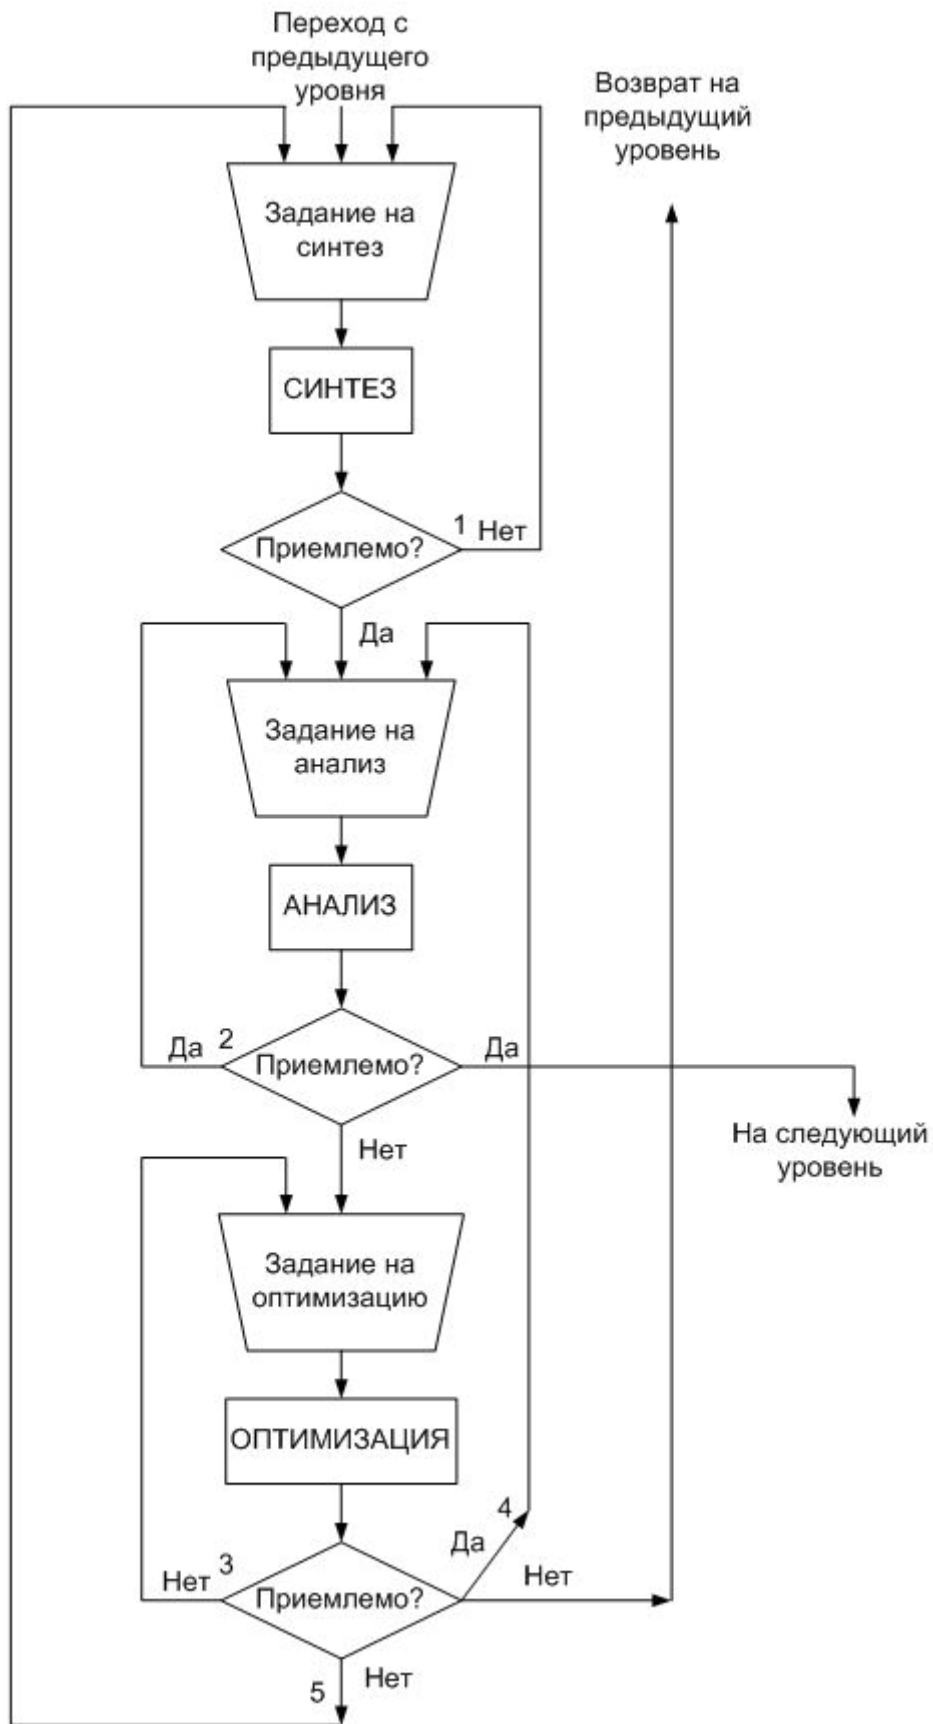 Переход с
предыдущего
уровня
Возврат на
предыдущий
уровень
Задание на
синтез
СИНТЕЗ
Приемлемо?
1
Нет
Да
Задание на
анализ
АНАЛИЗ
Да
2
Приемлемо?
Да
На следующий
уровень
Нет
Задание на
оптимизацию
ОПТИМИЗАЦИЯ
4
Да
Нет
3
Приемлемо?
Нет
5
Нет